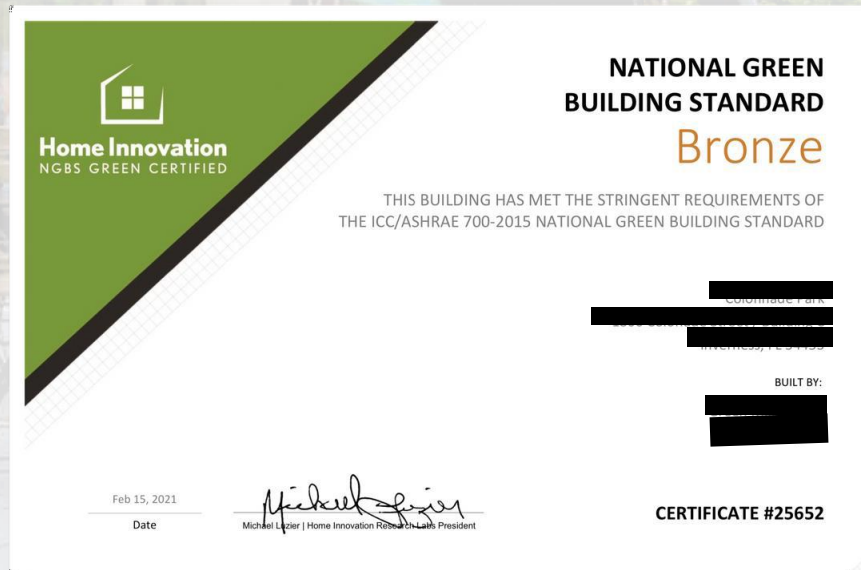 Home Innovation
NGBS GREEN CERTIFIED
NATIONAL GREEN
BUILDING STANDARD
Bronze
THIS BUILDING HAS MET THE STRINGENT REQUIREMENTS OF
THE ICC/ASHRAE 700-2015 NATIONAL GREEN BUILDING STANDARD
BUILT BY:
Feb 15, 2021
Date
Michael Luzier | Home Innovation Research Labs President
CERTIFICATE #25652